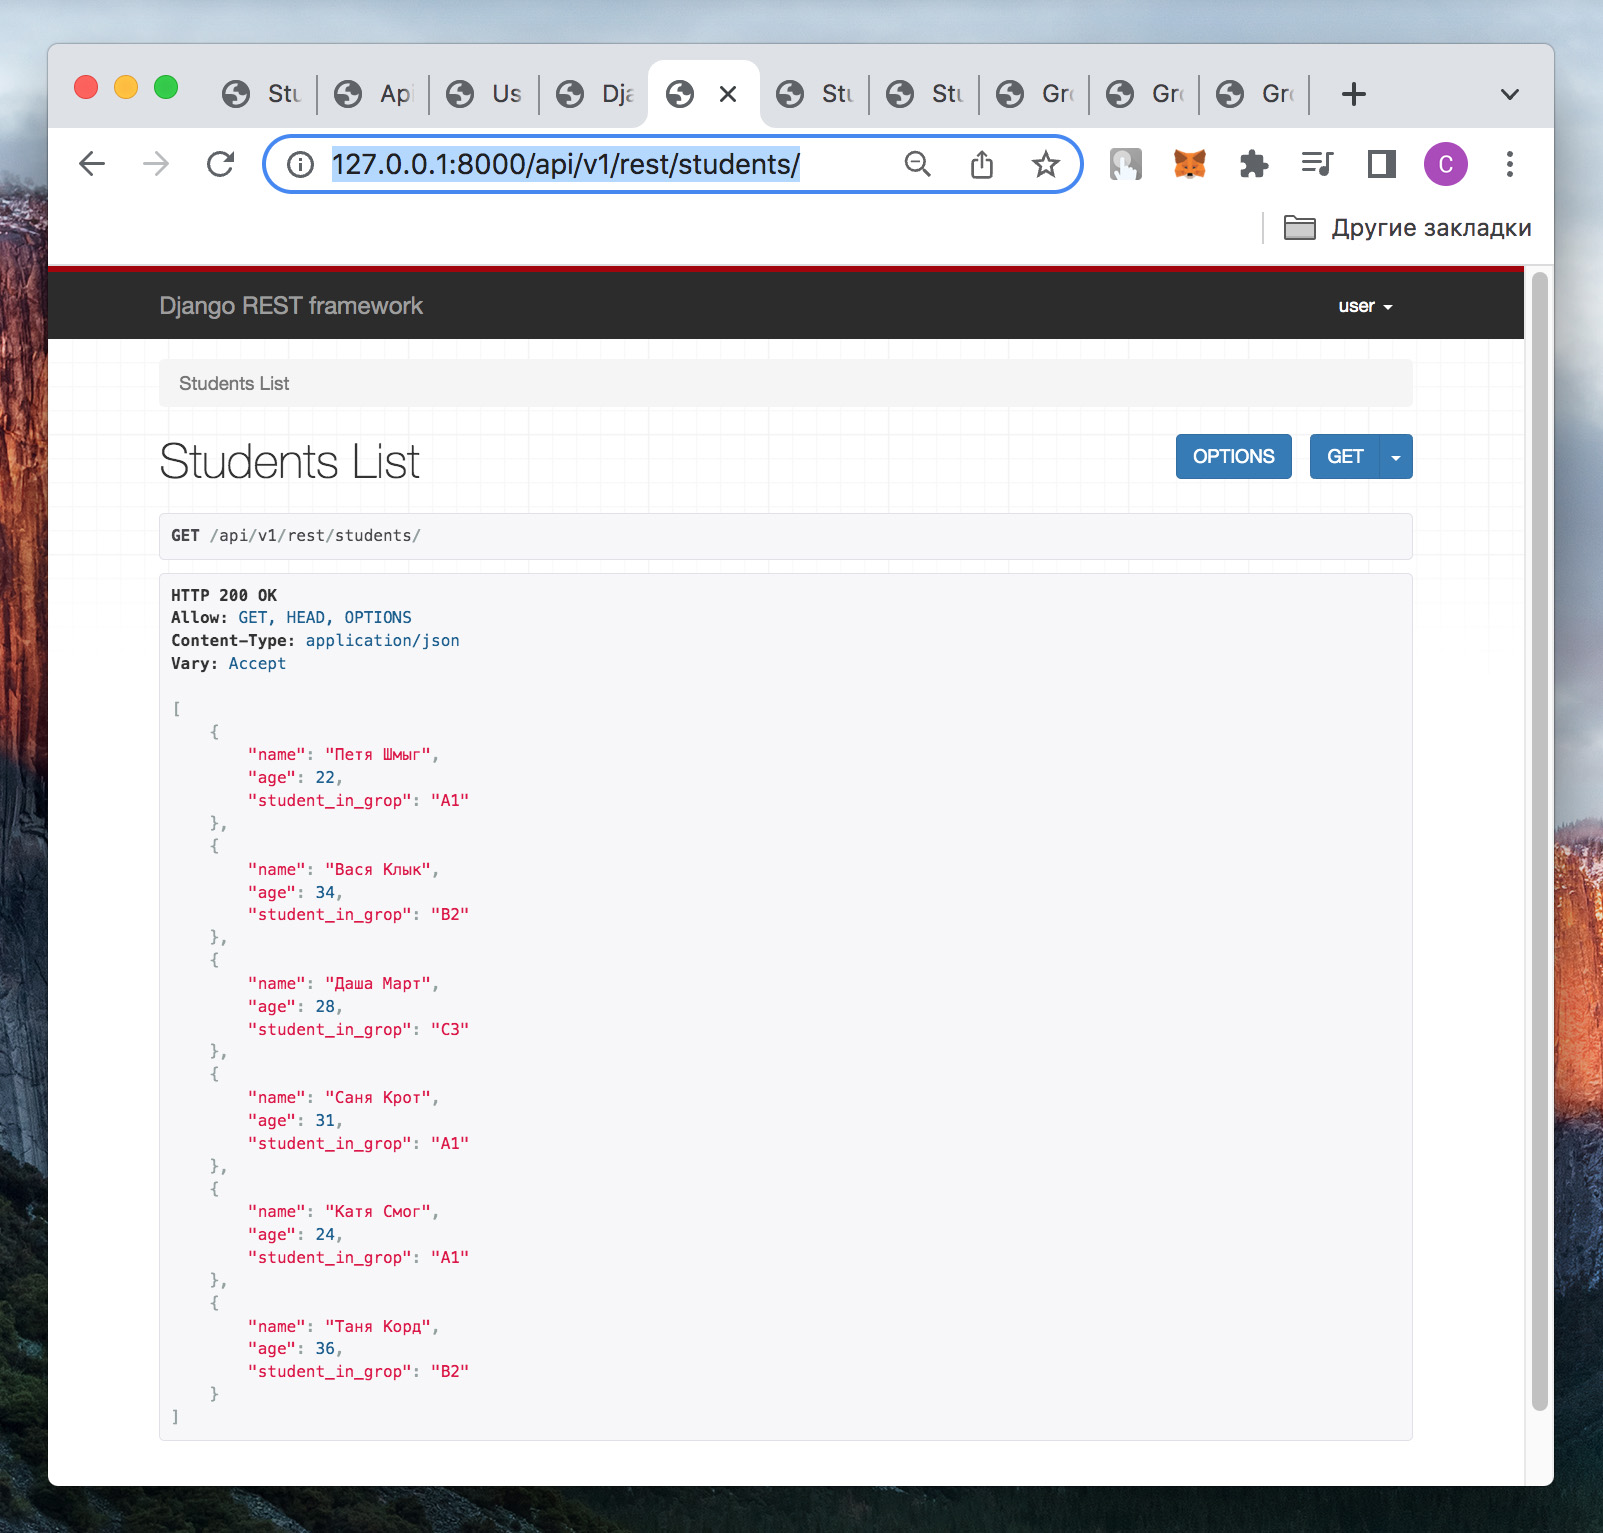 Stu Api Us Dja Stu Stu Gro Gro Gro
127.0.0.1:8000/api/v1/rest/students/
C
Другие закладки
Django REST framework
user
Students List
Students List
OPTIONS
GET
GET /api/v1/rest/students/
HTTP 200 OK
Allow: GET, HEAD, OPTIONS
Content-Type: application/json
Vary: Accept
[
{
"name": "Петя Шмыг",
"age": 22,
"student_in_grop": "A1"
},
{
"name": "Вася Клык",
"age": 34,
"student_in_grop": "B2"
},
{
"name": "Даша Март",
"age": 28,
"student_in_grop": "C3"
},
{
"name": "Саня Крот",
"age": 31,
"student_in_grop": "A1"
},
{
"name": "Катя Смог",
"age": 24,
"student_in_grop": "A1"
},
{
"name": "Таня Корд",
"age": 36,
"student_in_grop": "B2"
}
]